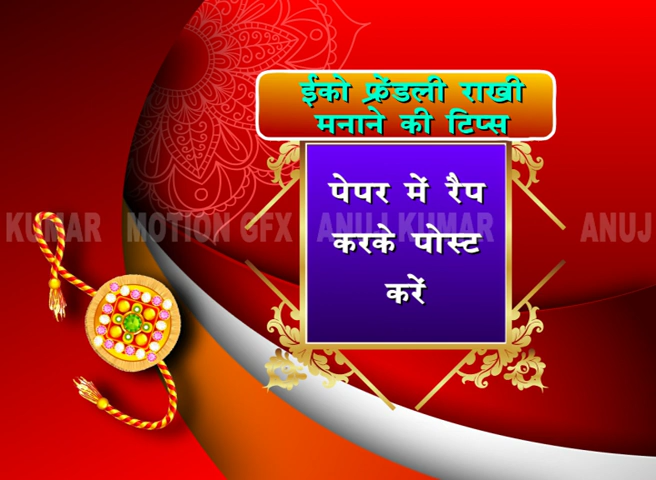 ईको फ्रेंडली राखी
मनाने की टिप्स
पेपर में रैप
करके पोस्ट
करें
KUMAR MOTION GFX ANUJ KUMAR ANUJ